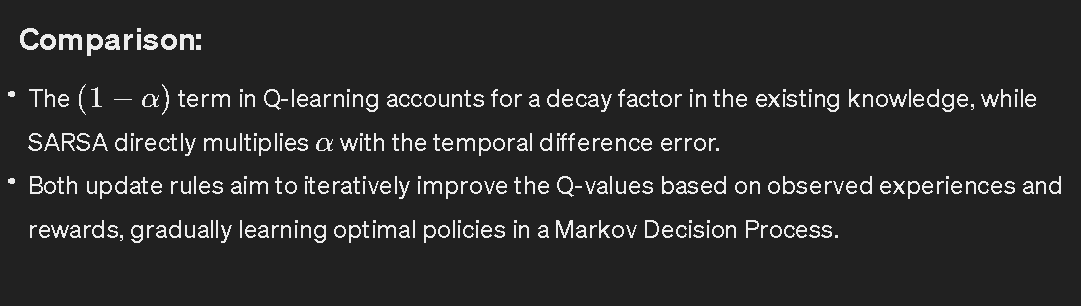 Comparison:
• The (1 − α) term in Q-learning accounts for a decay factor in the existing knowledge, while
SARSA directly multiplies α with the temporal difference error.
• Both update rules aim to iteratively improve the Q-values based on observed experiences and
rewards, gradually learning optimal policies in a Markov Decision Process.